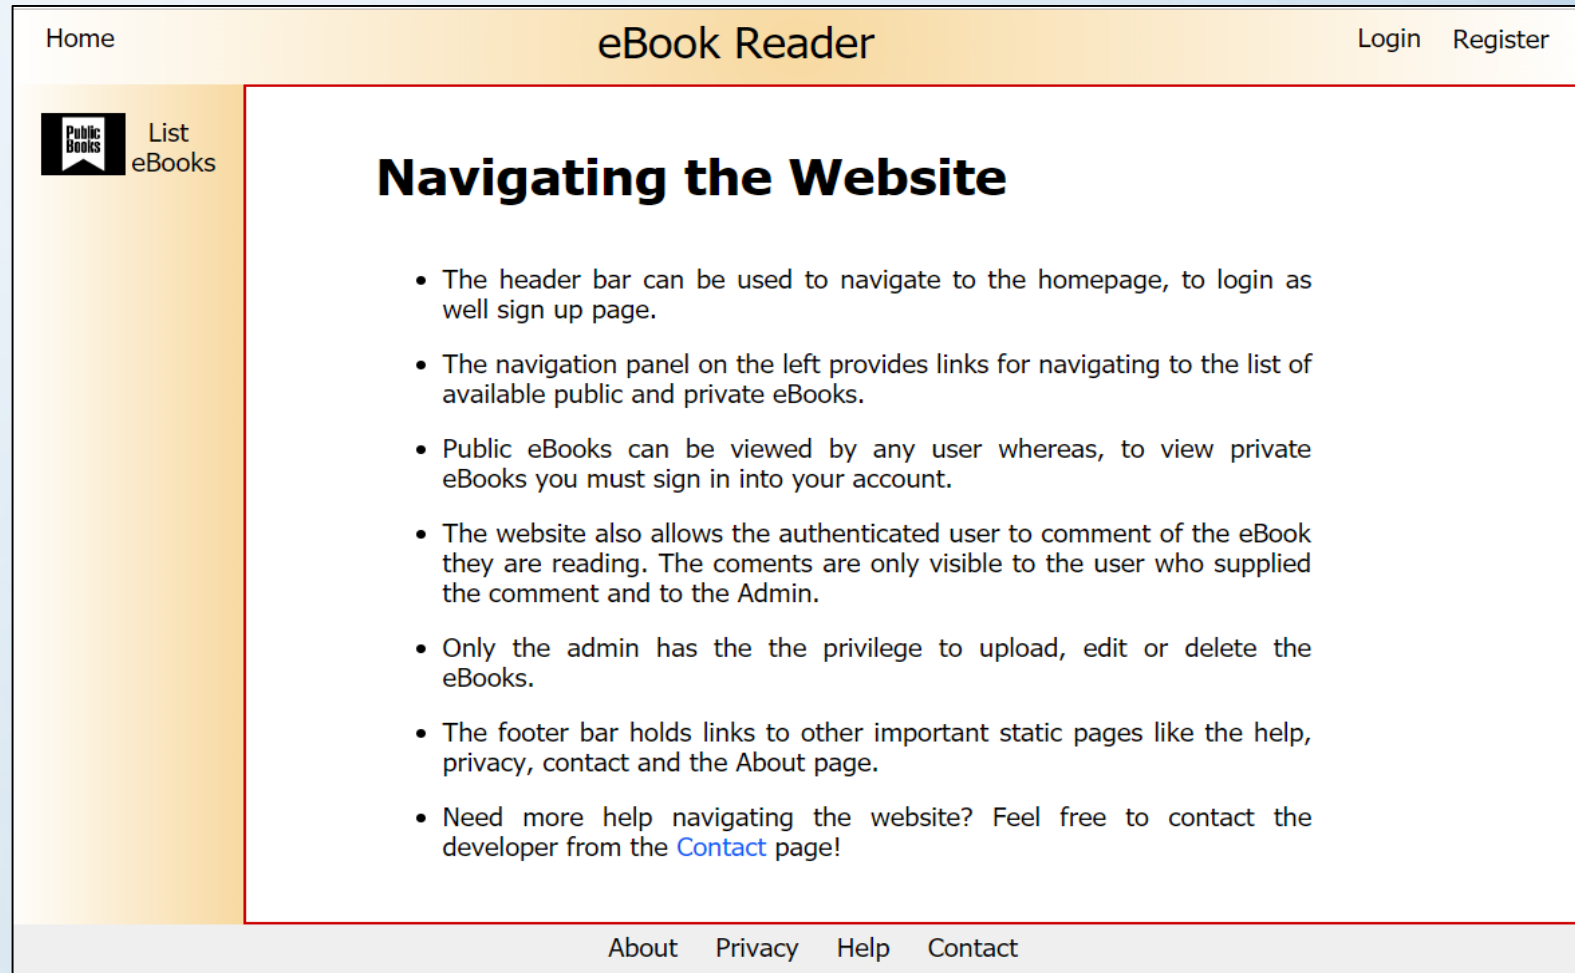 Home eBook Reader Login Register
Public
Books
List
eBooks
Navigating the Website
• The header bar can be used to navigate to the homepage, to login as
well sign up page.
• The navigation panel on the left provides links for navigating to the list of
available public and private eBooks.
• Public eBooks can be viewed by any user whereas, to view private
eBooks you must sign in into your account.
• The website also allows the authenticated user to comment of the eBook
they are reading. The coments are only visible to the user who supplied
the comment and to the Admin.
• Only the admin has the the privilege to upload, edit or delete the
eBooks.
• The footer bar holds links to other important static pages like the help,
privacy, contact and the About page.
• Need more help navigating the website? Feel free to contact the
developer from the Contact page!
About Privacy Help Contact